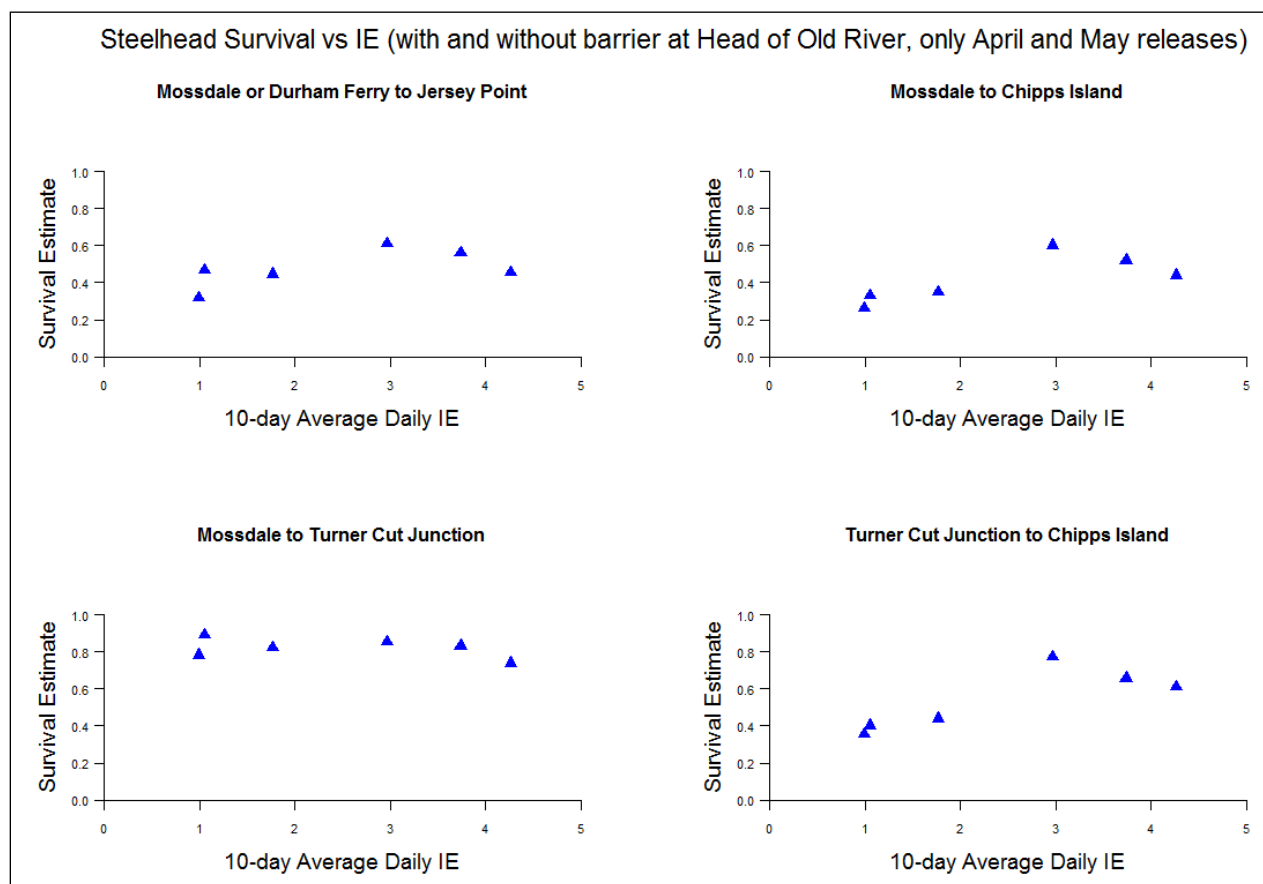 Steelhead Survival vs IE (with and without barrier at Head of Old River, only April and May releases)
Mossdale or Durham Ferry to Jersey Point
Survival Estimate
1.0
0.8
0.6
0.4
0.2
0.0
0 1 2 3 4 5
10-day Average Daily IE
Mossdale to Chipps Island
Survival Estimate
1.0
0.8
0.6
0.4
0.2
0.0
0 1 2 3 4 5
10-day Average Daily IE
Mossdale to Turner Cut Junction
Survival Estimate
1.0
0.8
0.6
0.4
0.2
0.0
0 1 2 3 4 5
10-day Average Daily IE
Turner Cut Junction to Chipps Island
Survival Estimate
1.0
0.8
0.6
0.4
0.2
0.0
0 1 2 3 4 5
10-day Average Daily IE